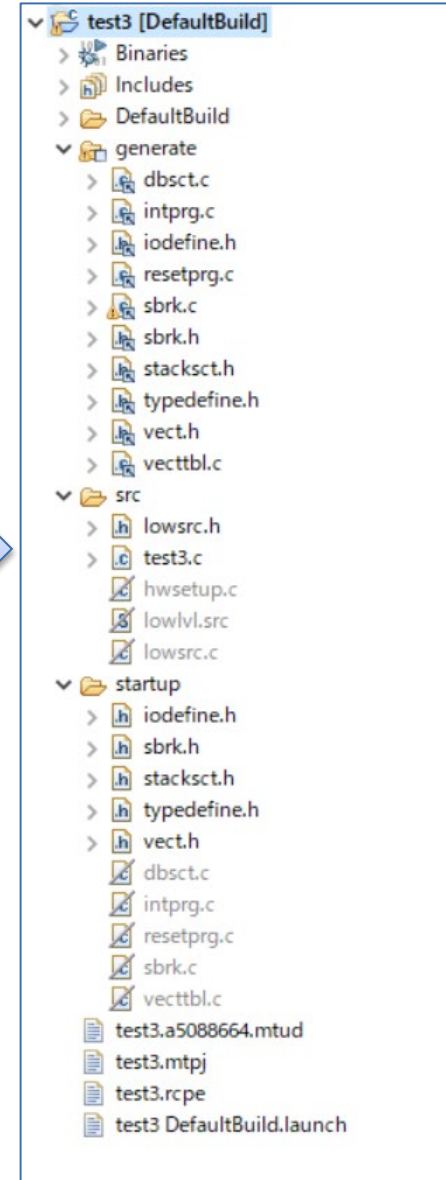 test3 [DefaultBuild]
Binaries
Includes
DefaultBuild
generate
dbsct.c
intprg.c
iodefine.h
resetprg.c
sbrk.c
sbrk.h
stacksct.h
typedefine.h
vect.h
vecttbl.c
src
lowsrc.h
test3.c
hwsetup.c
lowlvl.src
lowsrc.c
startup
iodefine.h
sbrk.h
stacksct.h
typedefine.h
vect.h
dbsct.c
intprg.c
resetprg.c
sbrk.c
vecttbl.c
test3.a5088664.mtud
test3.mtpj
test3.rcpe
test3 DefaultBuild.launch